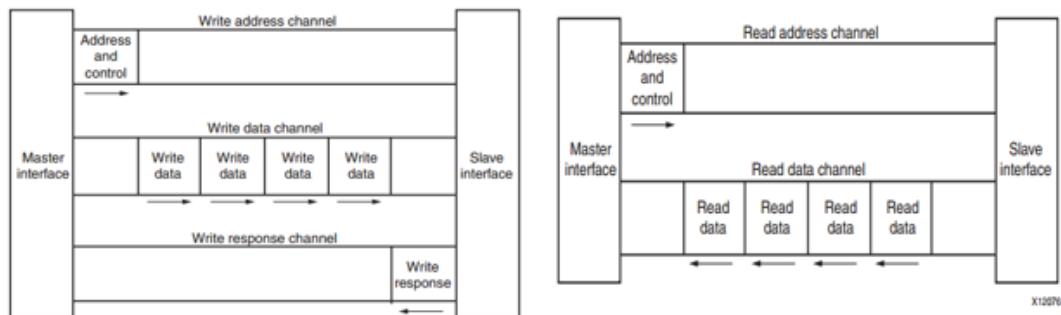 Write address channel
Address
and
control
Write data channel
Master
interface
Write
data
Write
data
Write
data
Write
data
Slave
interface
Write response channel
Write
response
Read address channel
Address
and
control
Master
interface
Slave
interface
Read data channel
Read
data
Read
data
Read
data
Read
data
X12076